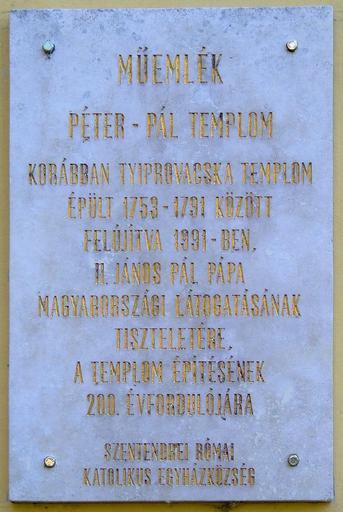 MŰEMLÉK
PÉTER - PÁL TEMPLOM
KORÁBBAN TYIPROVACSKA TEMPLOM
ÉPÜLT 1753 - 1791 KÖZÖTT
FELÚJÍTVA 1991 - BEN,
II. JÁNOS PÁL PÁPA
MAGYARORSZÁGI LÁTOGATÁSÁNAK
TISZTELETÉRE,
A TEMPLOM ÉPÍTÉSÉNEK
200. ÉVFORDULÓJÁRA
SZENTENDREI RÓMAI
KATOLIKUS EGYHÁZKÖZSÉG